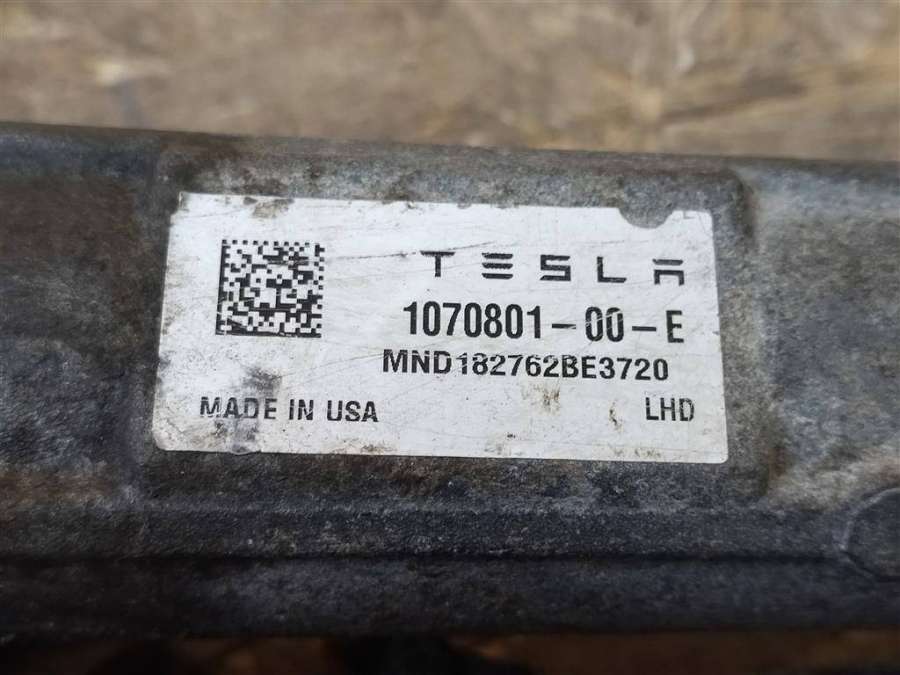 TESLA
1070801-00-E
MND182762BE3720
MADE IN USA LHD